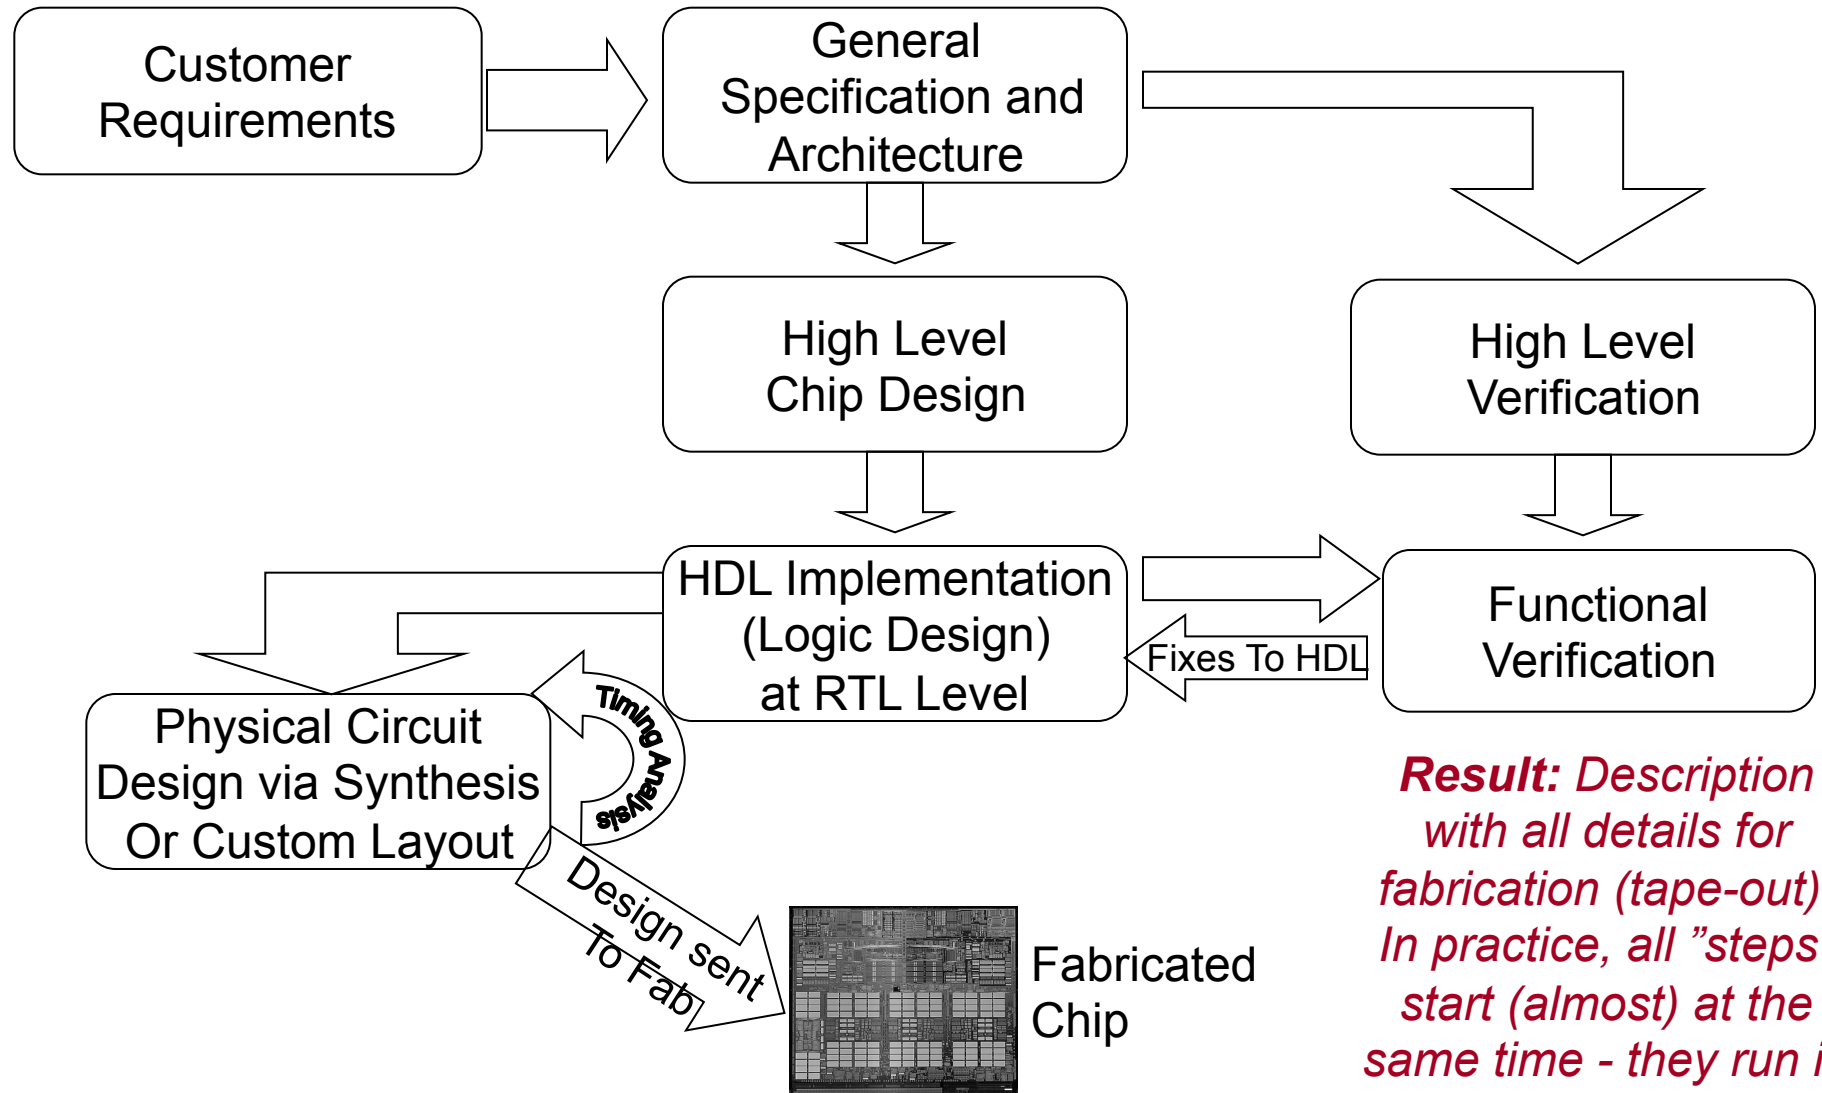 Customer
Requirements
General
Specification and
Architecture
High Level
Chip Design
High Level
Verification
HDL Implementation
(Logic Design)
at RTL Level
Fixes To HDL
Functional
Verification
Timing Analysis
Physical Circuit
Design via Synthesis
Or Custom Layout
Design sent
To Fab
Fabricated
Chip
Result: Description
with all details for
fabrication (tape-out)
In practice, all ”steps
start (almost) at the
same time - they run